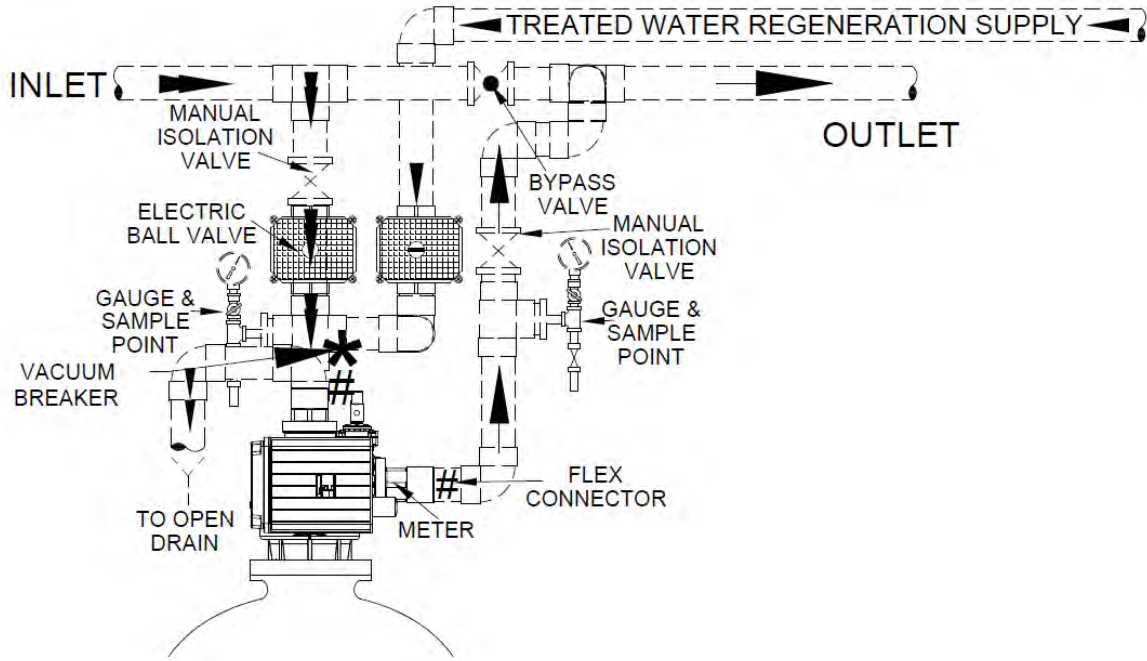 TREATED WATER REGENERATION SUPPLY
INLET
MANUAL
ISOLATION
VALVE
OUTLET
BYPASS
VALVE
ELECTRIC
BALL VALVE
MANUAL
ISOLATION
VALVE
GAUGE &
SAMPLE
POINT
GAUGE &
SAMPLE
POINT
*
VACUUM
BREAKER
#
#
FLEX
CONNECTOR
METER
TO OPEN
DRAIN